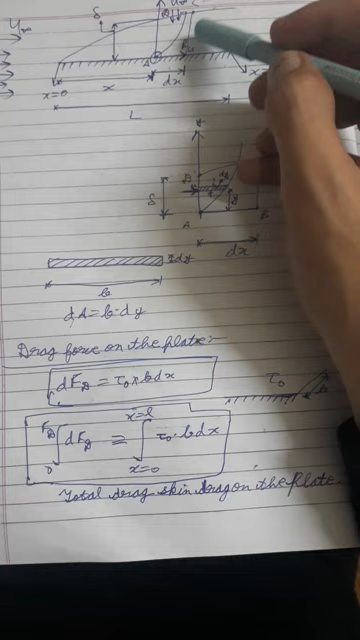 U∞
δ
A
x=0
x
dx
L
δ
A
B
dx
dy
b
dA = b·dy
Drag force on the plate:-
dF_D = τ₀ × b dx
τ₀
b
F_D
∫ dF_D = ∫ τ₀ · b dx
0
x=L
x=0
Total drag skin drag on the plate.